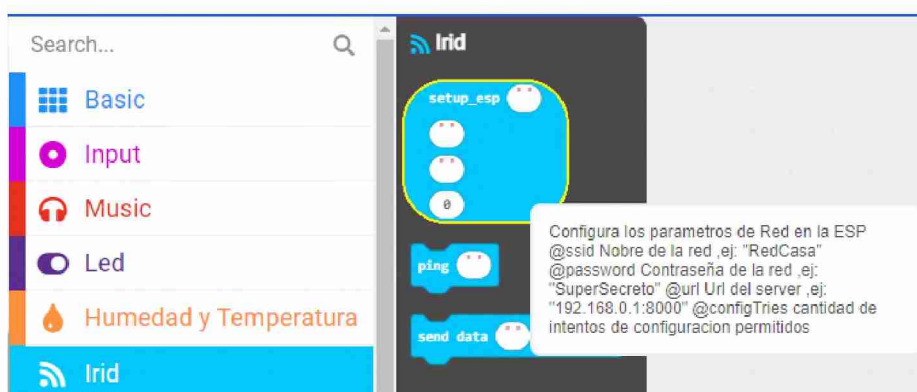 Search...
Basic
Input
Music
Led
Humedad y Temperatura
Irid
Irid
setup_esp " "
" "
" "
0
ping " "
send data " "
Configura los parametros de Red en la ESP
@ssid Nobre de la red ,ej: "RedCasa"
@password Contraseña de la red ,ej:
"SuperSecreto" @url Url del server ,ej:
"192.168.0.1:8000" @configTries cantidad de
intentos de configuracion permitidos